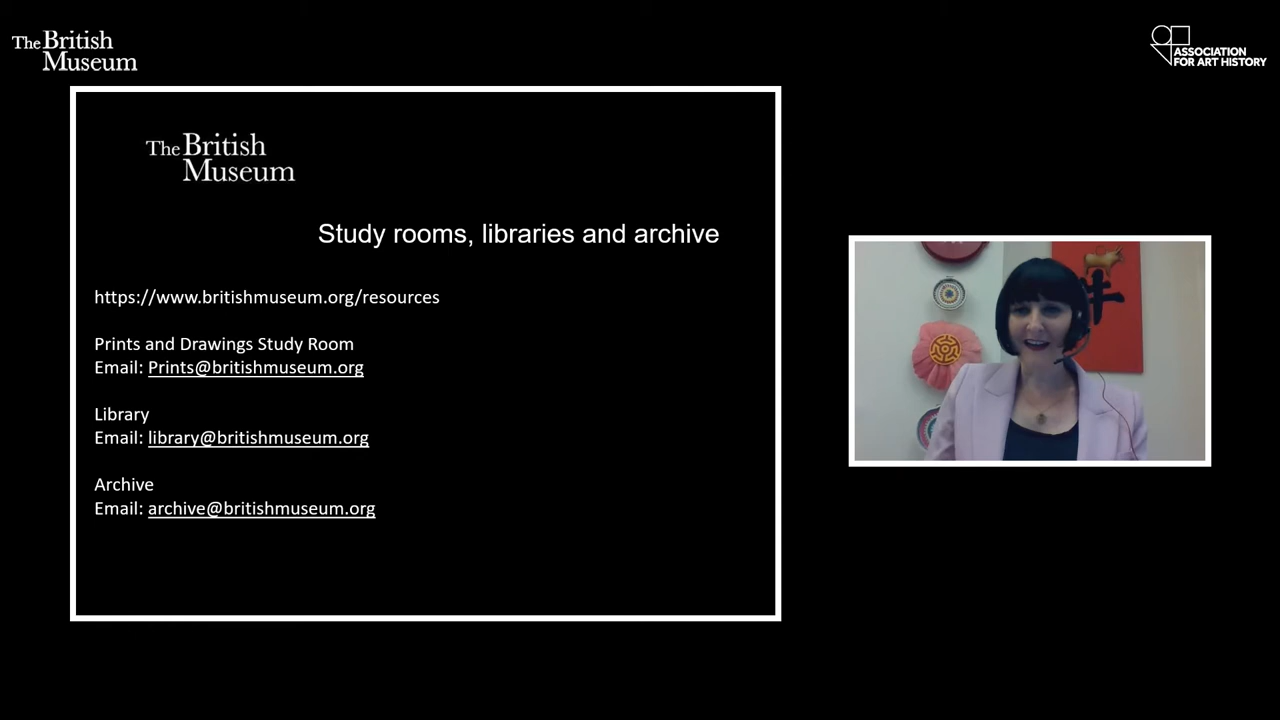 The British
Museum
ASSOCIATION
FOR ART HISTORY
The British
Museum
Study rooms, libraries and archive
https://www.britishmuseum.org/resources
Prints and Drawings Study Room
Email: Prints@britishmuseum.org
Library
Email: library@britishmuseum.org
Archive
Email: archive@britishmuseum.org
牛